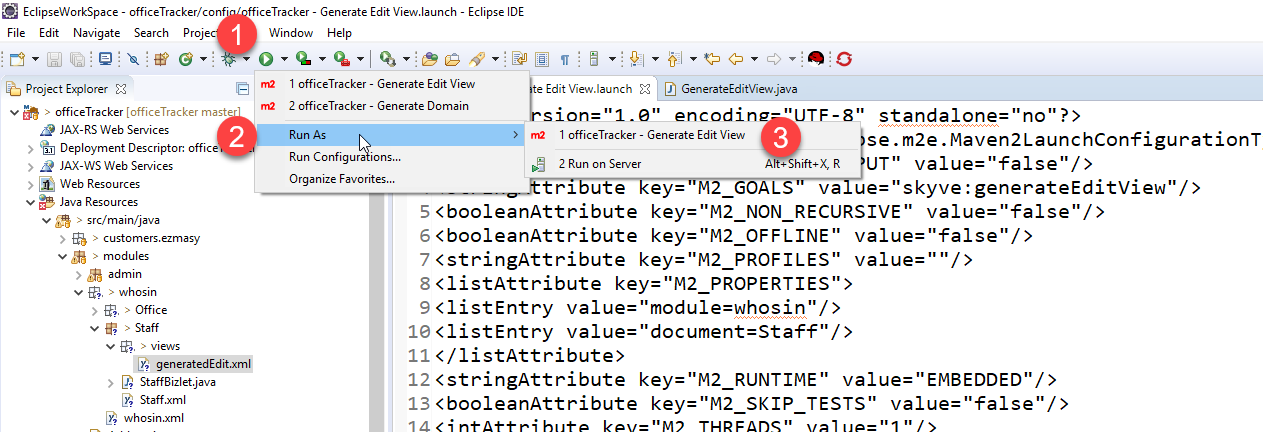 EclipseWorkSpace - officeTracker/config/officeTracker - Generate Edit View.launch - Eclipse IDE
File Edit Navigate Search Project Window Help
1
Project Explorer
te Edit View.launch
GenerateEditView.java
m2 1 officeTracker - Generate Edit View
m2 2 officeTracker - Generate Domain
2
Run As
Run Configurations...
Organize Favorites...
m2 1 officeTracker - Generate Edit View
3
2 Run on Server Alt+Shift+X, R
> officeTracker [officeTracker master]
JAX-RS Web Services
Deployment Descriptor: office
JAX-WS Web Services
Web Resources
Java Resources
> src/main/java
> customers.ezmasy
> modules
admin
> whosin
> Office
> Staff
> views
generatedEdit.xml
StaffBizlet.java
Staff.xml
whosin.xml
ersion="1.0" encoding="UTF-8" standalone="no"?>
pse.m2e.Maven2LaunchConfigurationT
PUT" value="false"/>
key="M2_GOALS" value="skyve:generateEditView"/>
5 <booleanAttribute key="M2_NON_RECURSIVE" value="false"/>
6 <booleanAttribute key="M2_OFFLINE" value="false"/>
7 <stringAttribute key="M2_PROFILES" value=""/>
8 <listAttribute key="M2_PROPERTIES">
9 <listEntry value="module=whosin"/>
10 <listEntry value="document=Staff"/>
11 </listAttribute>
12 <stringAttribute key="M2_RUNTIME" value="EMBEDDED"/>
13 <booleanAttribute key="M2_SKIP_TESTS" value="false"/>
14 <intAttribute key="M2_THREADS" value="1"/>